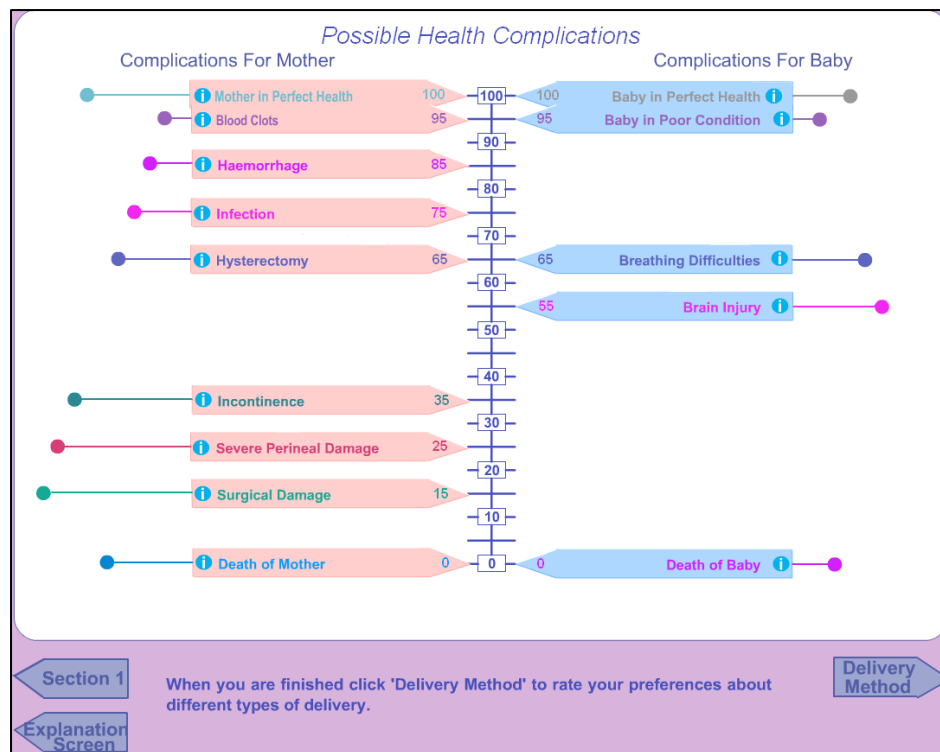 Possible Health Complications
Complications For Mother
Complications For Baby
i Mother in Perfect Health 100
100
100 Baby in Perfect Health i
i Blood Clots 95
95 Baby in Poor Condition i
90
i Haemorrhage 85
80
i Infection 75
70
i Hysterectomy 65
65 Breathing Difficulties i
60
55 Brain Injury i
50
40
i Incontinence 35
30
i Severe Perineal Damage 25
20
i Surgical Damage 15
10
i Death of Mother 0
0
0 Death of Baby i
Section 1
When you are finished click 'Delivery Method' to rate your preferences about
different types of delivery.
Delivery
Method
Explanation
Screen